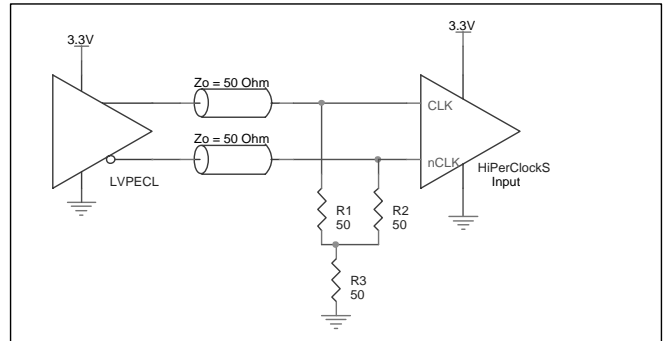 3.3V
3.3V
Zo = 50 Ohm
CLK
Zo = 50 Ohm
nCLK
LVPECL
HiPerClockS
Input
R1
50
R2
50
R3
50